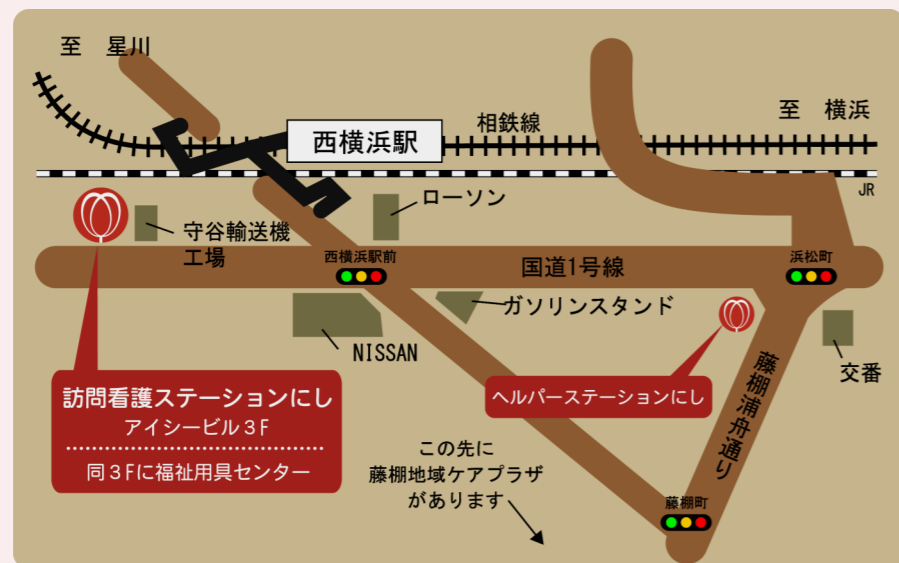 至　星川
至　横浜
相鉄線
西横浜駅
JR
ローソン
守谷輸送機
工場
西横浜駅前
国道1号線
浜松町
ガソリンスタンド
NISSAN
交番
訪問看護ステーションにし
アイシービル３F
同３Fに福祉用具センター
ヘルパーステーションにし
藤棚浦舟通り
この先に
藤棚地域ケアプラザ
があります
藤棚町